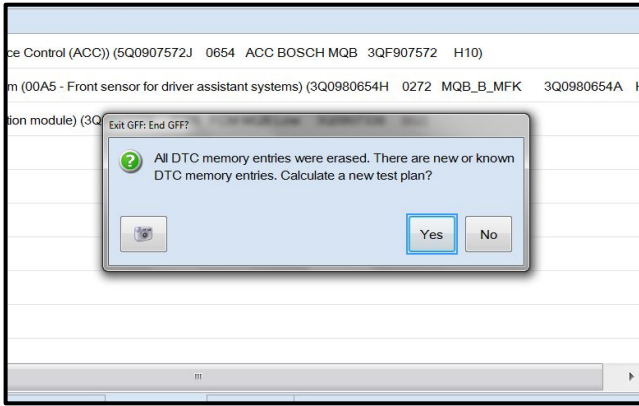 ce Control (ACC)) (5Q0907572J 0654 ACC BOSCH MQB 3QF907572 H10)
m (00A5 - Front sensor for driver assistant systems) (3Q0980654H 0272 MQB_B_MFK 3Q0980654A H
tion module) (3Q
Exit GFF: End GFF?
All DTC memory entries were erased. There are new or known
DTC memory entries. Calculate a new test plan?
Yes No